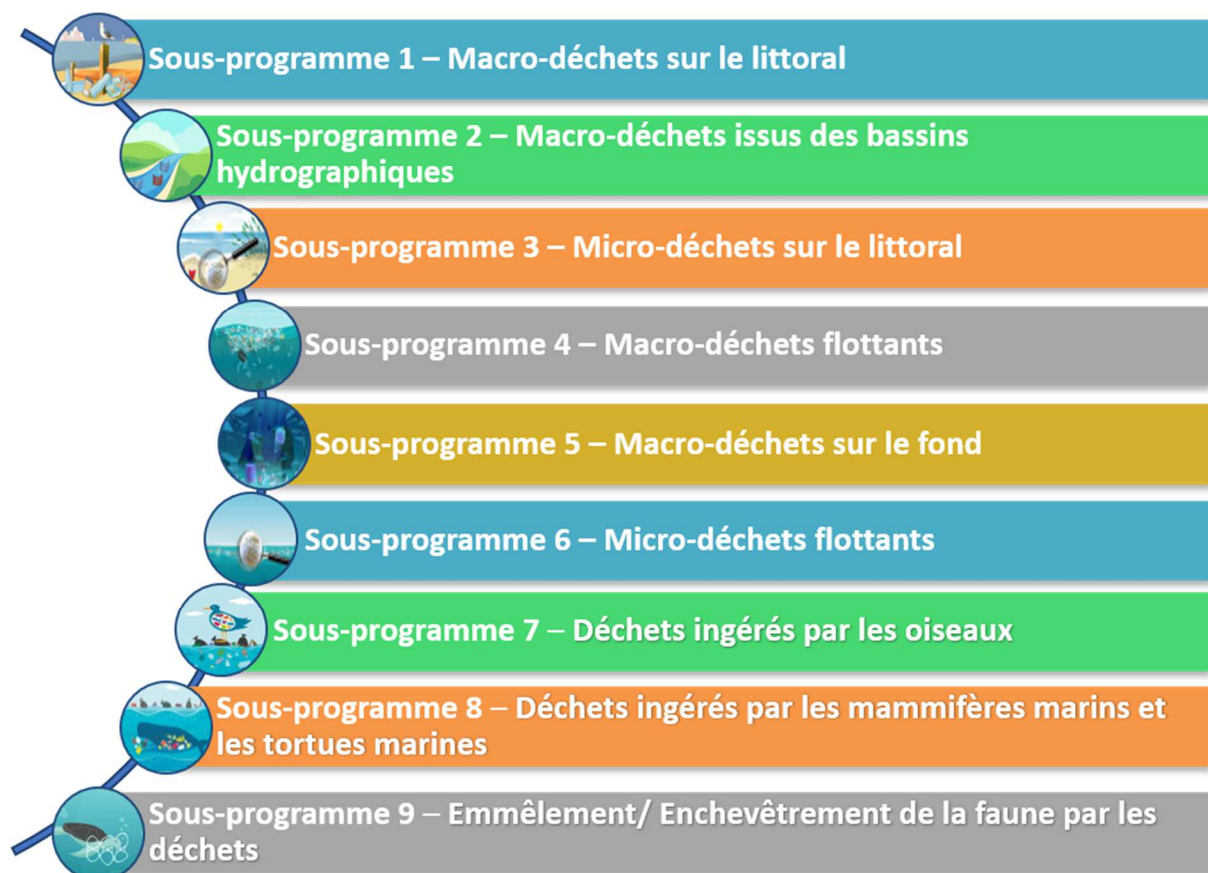 Sous-programme 1 – Macro-déchets sur le littoral
Sous-programme 2 – Macro-déchets issus des bassins
hydrographiques
Sous-programme 3 – Micro-déchets sur le littoral
Sous-programme 4 – Macro-déchets flottants
Sous-programme 5 – Macro-déchets sur le fond
Sous-programme 6 – Micro-déchets flottants
Sous-programme 7 – Déchets ingérés par les oiseaux
Sous-programme 8 – Déchets ingérés par les mammifères marins et
les tortues marines
Sous-programme 9 – Emmêlement/ Enchevêtrement de la faune par les
déchets